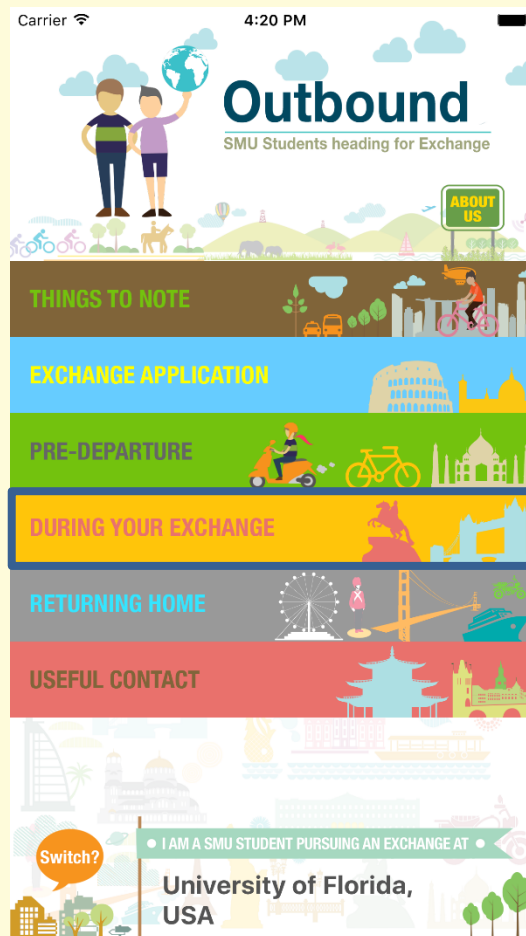 Carrier 4:20 PM
Outbound
SMU Students heading for Exchange
ABOUT
US
THINGS TO NOTE
EXCHANGE APPLICATION
PRE-DEPARTURE
DURING YOUR EXCHANGE
RETURNING HOME
USEFUL CONTACT
Switch?
I AM A SMU STUDENT PURSUING AN EXCHANGE AT
University of Florida,
USA